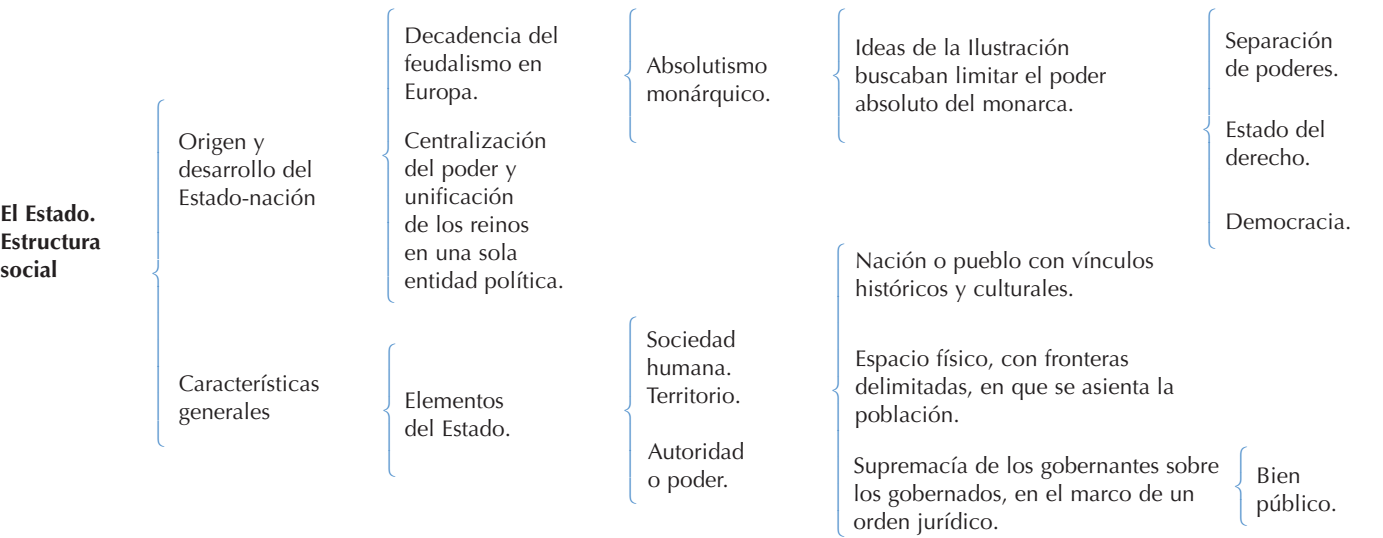 El Estado.
Estructura
social
Origen y
desarrollo del
Estado-nación
Decadencia del
feudalismo en
Europa.
Centralización
del poder y
unificación
de los reinos
en una sola
entidad política.
Absolutismo
monárquico.
Ideas de la Ilustración
buscaban limitar el poder
absoluto del monarca.
Separación
de poderes.
Estado del
derecho.
Democracia.
Características
generales
Elementos
del Estado.
Sociedad
humana.
Territorio.
Autoridad
o poder.
Nación o pueblo con vínculos
históricos y culturales.
Espacio físico, con fronteras
delimitadas, en que se asienta la
población.
Supremacía de los gobernantes sobre
los gobernados, en el marco de un
orden jurídico.
Bien
público.